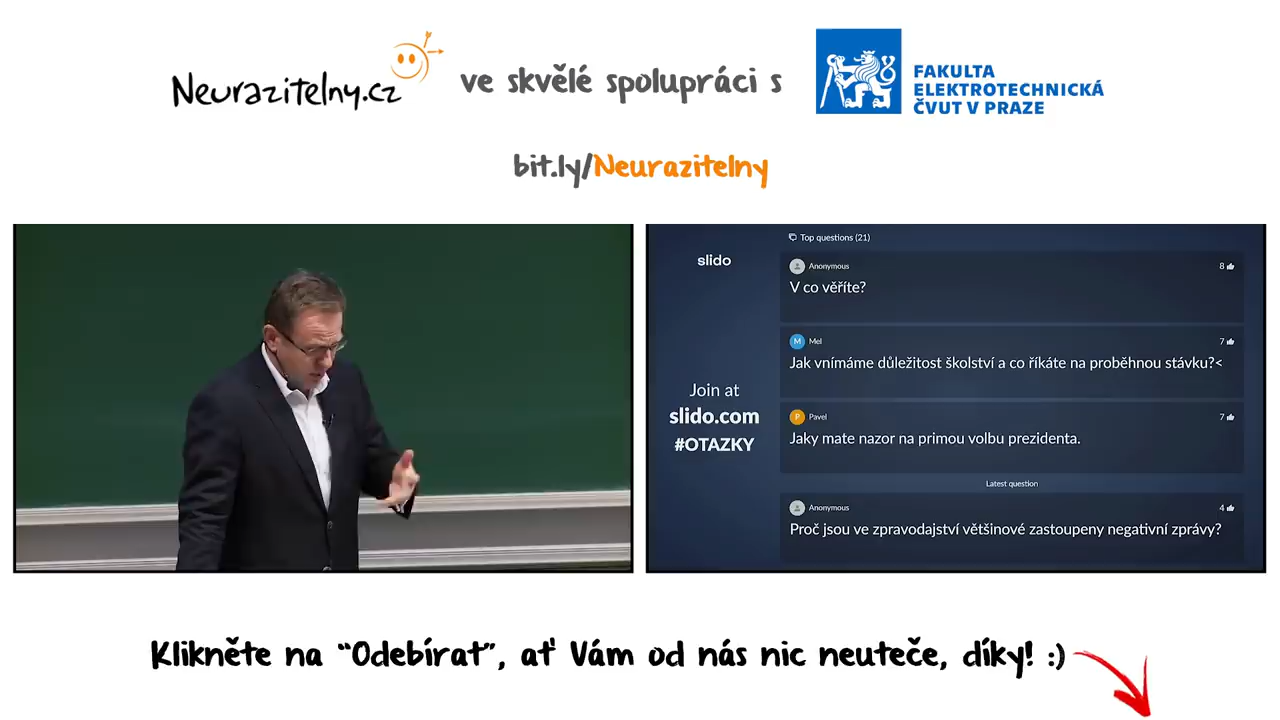 Neurazitelny.cz ve skvělé spolupráci s
FAKULTA
ELEKTROTECHNICKÁ
ČVUT V PRAZE
bit.ly/Neurazitelny
slido
Join at
slido.com
#OTAZKY
Top questions (21)
Anonymous 8
V co věříte?
M Mel 7
Jak vnímáme důležitost školství a co říkáte na proběhnou stávku?<
P Pavel 7
Jaky mate nazor na primou volbu prezidenta.
Latest question
Anonymous 4
Proč jsou ve zpravodajství většinové zastoupeny negativní zprávy?
Klikněte na "Odebírat", ať Vám od nás nic neuteče, díky! :)